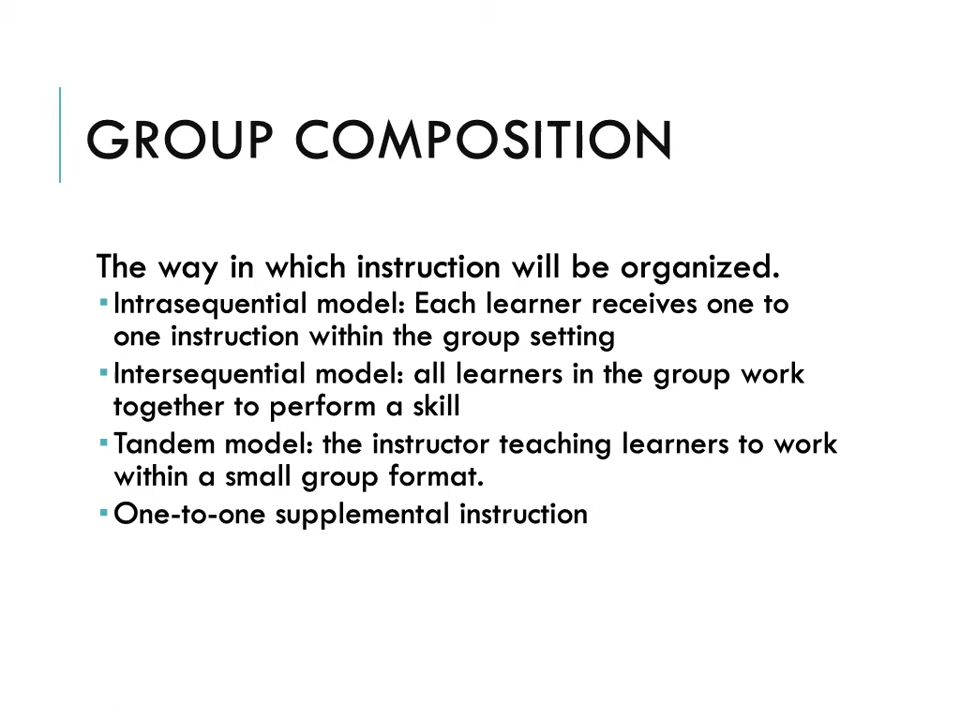 GROUP COMPOSITION
The way in which instruction will be organized.
▪Intrasequential model: Each learner receives one to
one instruction within the group setting
▪Intersequential model: all learners in the group work
together to perform a skill
▪Tandem model: the instructor teaching learners to work
within a small group format.
▪One-to-one supplemental instruction